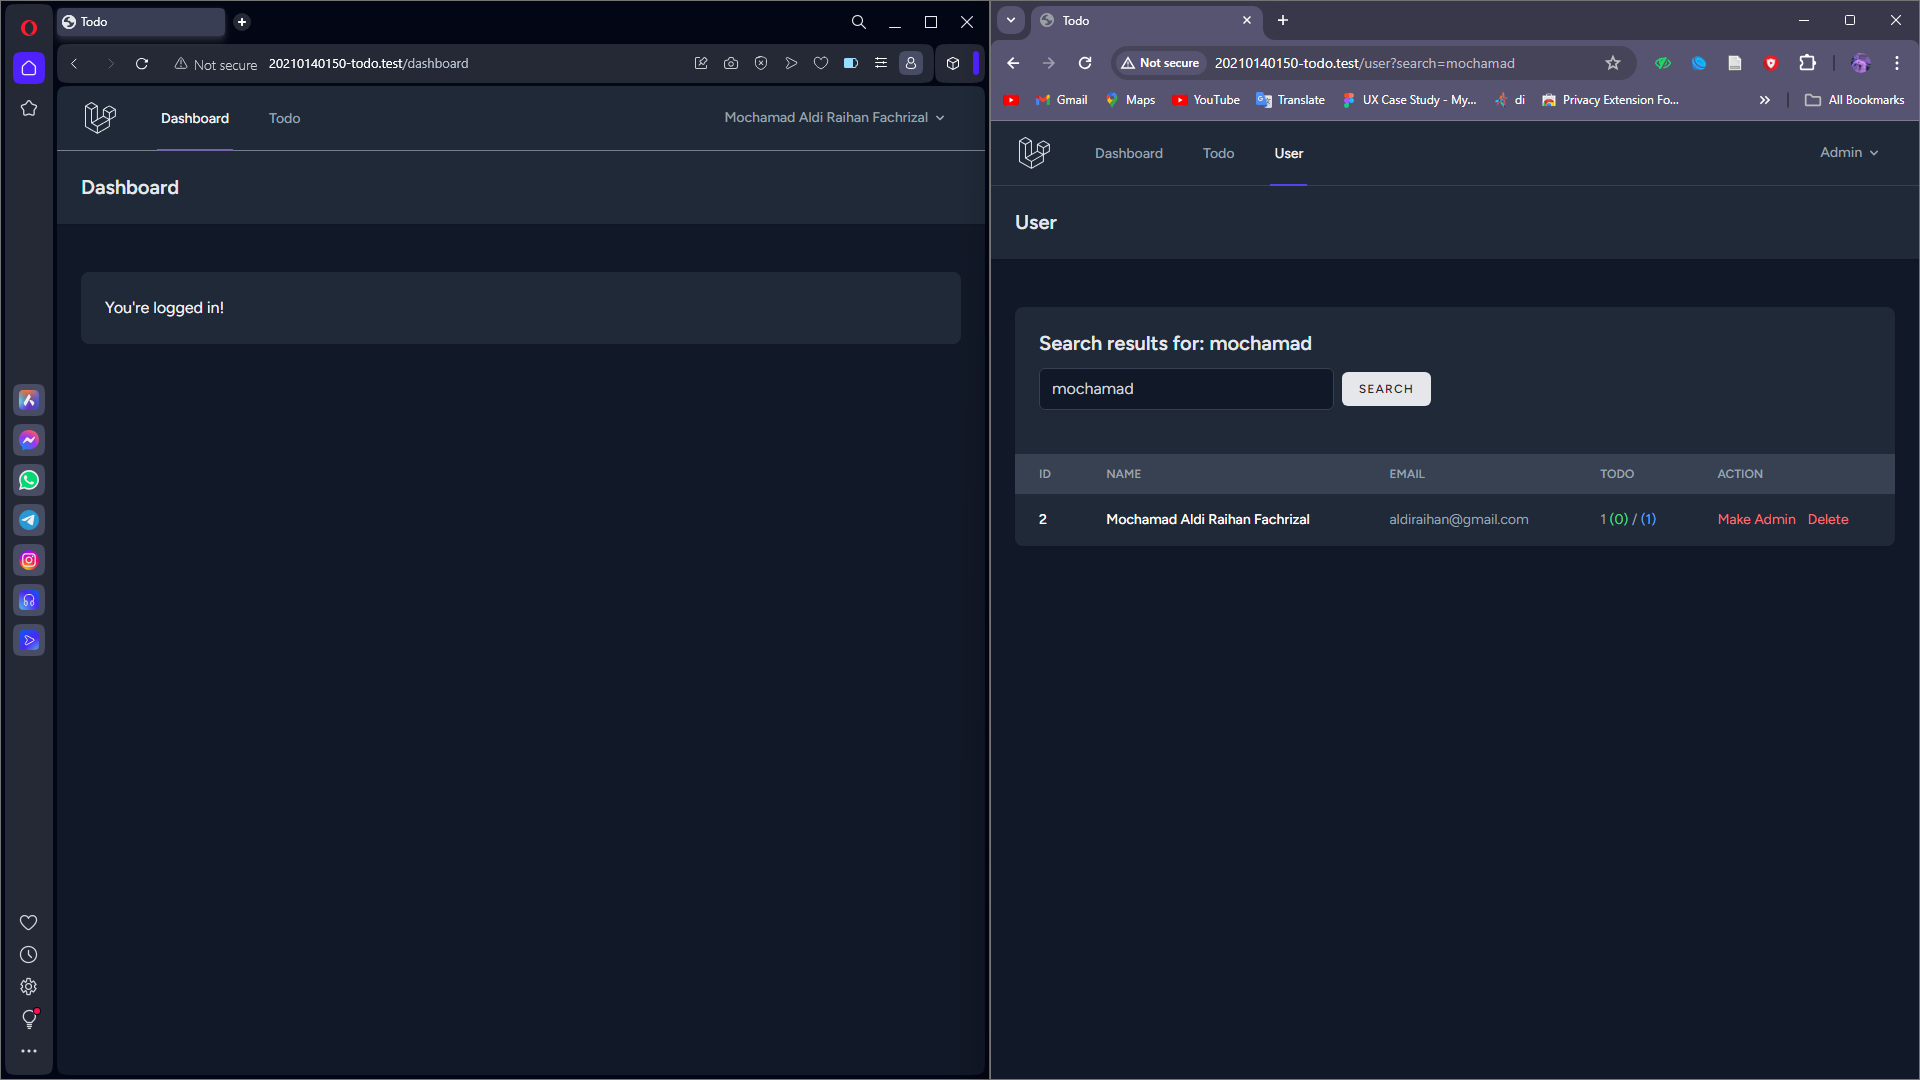 Todo
Not secure 20210140150-todo.test/dashboard
Dashboard Todo Mochamad Aldi Raihan Fachrizal
Dashboard
You're logged in!
Todo
Not secure 20210140150-todo.test/user?search=mochamad
Gmail Maps YouTube Translate UX Case Study - My... di Privacy Extension Fo... All Bookmarks
Dashboard Todo User Admin
User
Search results for: mochamad
mochamad SEARCH
ID NAME EMAIL TODO ACTION
2 Mochamad Aldi Raihan Fachrizal aldiraihan@gmail.com 1 (0) / (1) Make Admin Delete